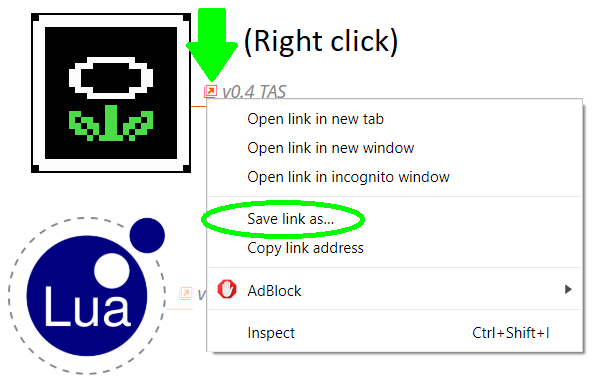 (Right click)
v0.4 TAS
Open link in new tab
Open link in new window
Open link in incognito window
Save link as...
Copy link address
AdBlock
Inspect Ctrl+Shift+I
Lua
v